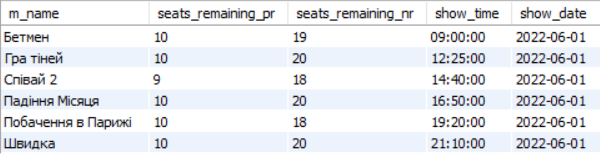 m_name seats_remaining_pr seats_remaining_nr show_time show_date
Бетмен 10 19 09:00:00 2022-06-01
Гра тіней 10 20 12:25:00 2022-06-01
Співай 2 9 18 14:40:00 2022-06-01
Падіння Місяця 10 20 16:50:00 2022-06-01
Побачення в Парижі 10 18 19:20:00 2022-06-01
Швидка 10 20 21:10:00 2022-06-01